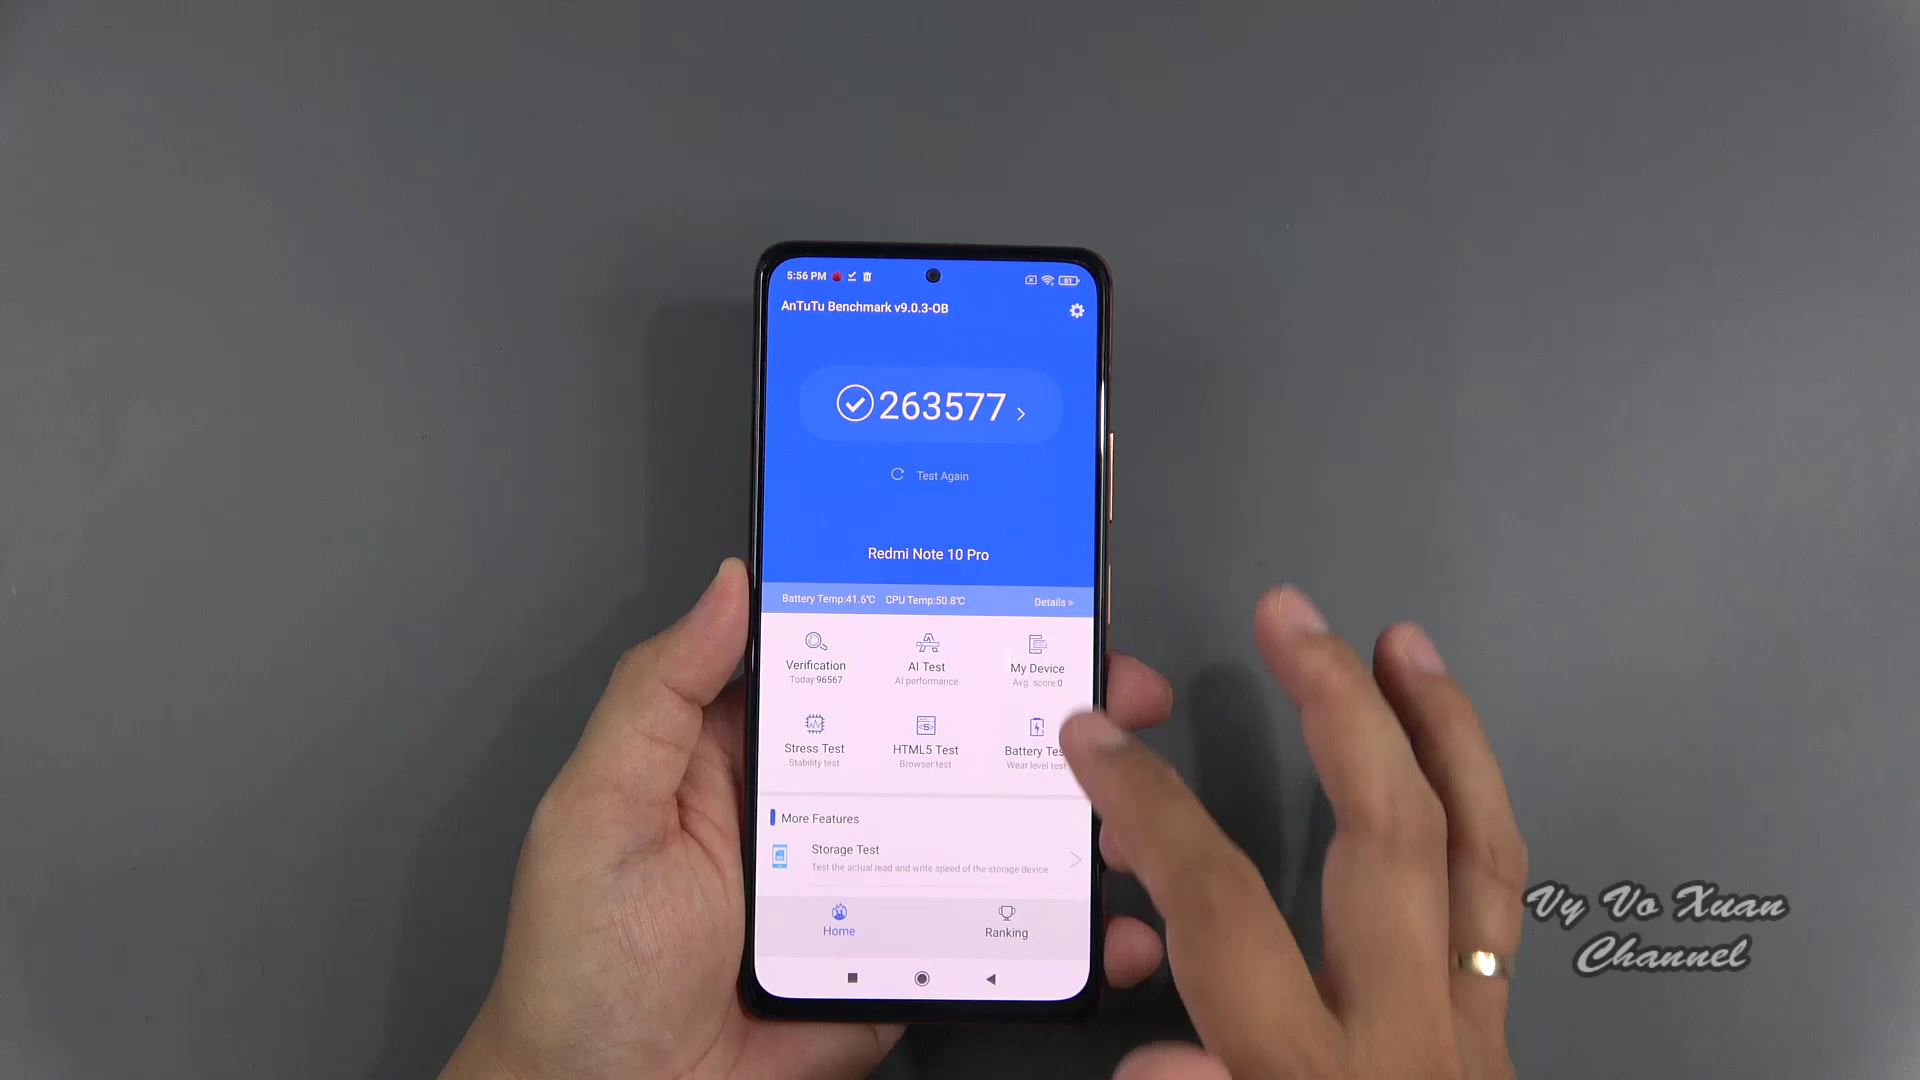 5:56 PM
81
AnTuTu Benchmark v9.0.3-OB
263577
Test Again
Redmi Note 10 Pro
Battery Temp:41.6℃ CPU Temp:50.8℃ Details >
Verification AI Test My Device
Today:96567 AI performance Avg. score:0
Stress Test HTML5 Test Battery Tes
Stability test Browser test Wear level test
More Features
Storage Test
Test the actual read and write speed of the storage device
Home Ranking
Vy Vo Xuan
Channel